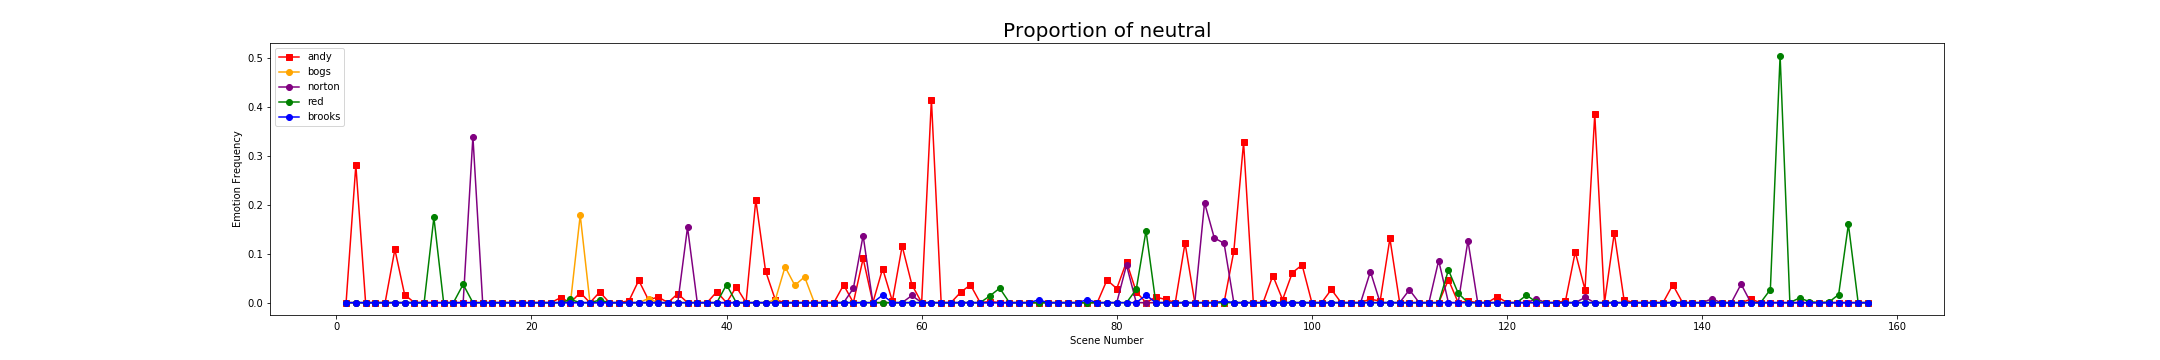 Proportion of neutral
andy
bogs
norton
red
brooks
Emotion Frequency
0.5
0.4
0.3
0.2
0.1
0.0
0 20 40 60 80 100 120 140 160
Scene Number